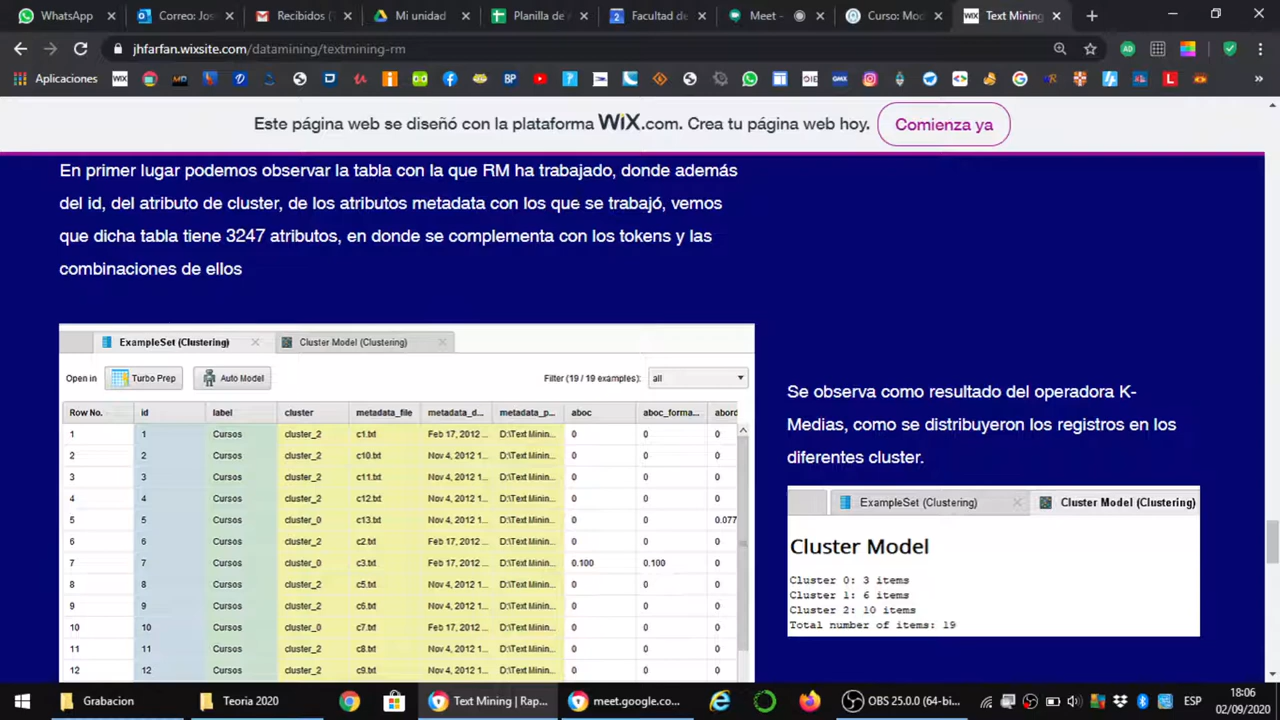 WhatsApp
Correo: Jos
Recibidos (
Mi unidad
Planilla de A
Facultad de
Meet -
Curso: Mod
WIX
Text Mining
jhfarfan.wixsite.com/datamining/textmining-rm
Aplicaciones
Este página web se diseñó con la plataforma WiX.com. Crea tu página web hoy.
Comienza ya
En primer lugar podemos observar la tabla con la que RM ha trabajado, donde además
del id, del atributo de cluster, de los atributos metadata con los que se trabajó, vemos
que dicha tabla tiene 3247 atributos, en donde se complementa con los tokens y las
combinaciones de ellos
ExampleSet (Clustering)
Cluster Model (Clustering)
Open in
Turbo Prep
Auto Model
Filter (19 / 19 examples):
all
Row No. id label cluster metadata_file metadata_d... metadata_p... aboc aboc_forma... abord
1 1 Cursos cluster_2 c1.txt Feb 17, 2012 ... D:\Text Minin... 0 0 0
2 2 Cursos cluster_2 c10.txt Nov 4, 2012 1... D:\Text Minin... 0 0 0
3 3 Cursos cluster_2 c11.txt Nov 4, 2012 1... D:\Text Minin... 0 0 0
4 4 Cursos cluster_2 c12.txt Nov 4, 2012 1... D:\Text Minin... 0 0 0
5 5 Cursos cluster_0 c13.txt Nov 4, 2012 1... D:\Text Minin... 0 0 0.077
6 6 Cursos cluster_2 c2.txt Feb 17, 2012 ... D:\Text Minin... 0 0 0
7 7 Cursos cluster_0 c3.txt Feb 17, 2012 ... D:\Text Minin... 0.100 0.100 0
8 8 Cursos cluster_2 c5.txt Nov 4, 2012 1... D:\Text Minin... 0 0 0
9 9 Cursos cluster_2 c6.txt Nov 4, 2012 1... D:\Text Minin... 0 0 0
10 10 Cursos cluster_0 c7.txt Feb 17, 2012 ... D:\Text Minin... 0 0 0
11 11 Cursos cluster_2 c8.txt Nov 4, 2012 1... D:\Text Minin... 0 0 0
12 12 Cursos cluster_2 c9.txt Nov 4, 2012 1... D:\Text Minin... 0 0 0
Se observa como resultado del operadora K-
Medias, como se distribuyeron los registros en los
diferentes cluster.
ExampleSet (Clustering)
Cluster Model (Clustering)
Cluster Model
Cluster 0: 3 items
Cluster 1: 6 items
Cluster 2: 10 items
Total number of items: 19
Grabacion
Teoria 2020
Text Mining | Rap...
meet.google.co...
OBS 25.0.0 (64-bi...
ESP
18:06
02/09/2020